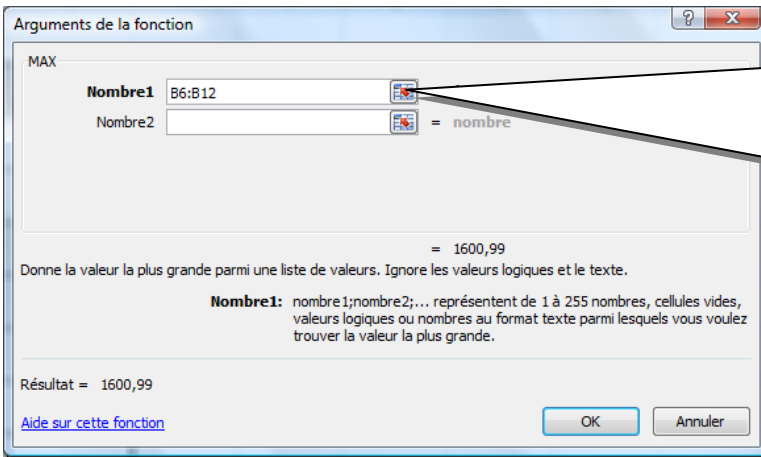 Arguments de la fonction
MAX
Nombre1 B6:B12
Nombre2 = nombre
= 1600,99
Donne la valeur la plus grande parmi une liste de valeurs. Ignore les valeurs logiques et le texte.
Nombre1: nombre1;nombre2;... représentent de 1 à 255 nombres, cellules vides,
valeurs logiques ou nombres au format texte parmi lesquels vous voulez
trouver la valeur la plus grande.
Résultat = 1600,99
Aide sur cette fonction OK Annuler